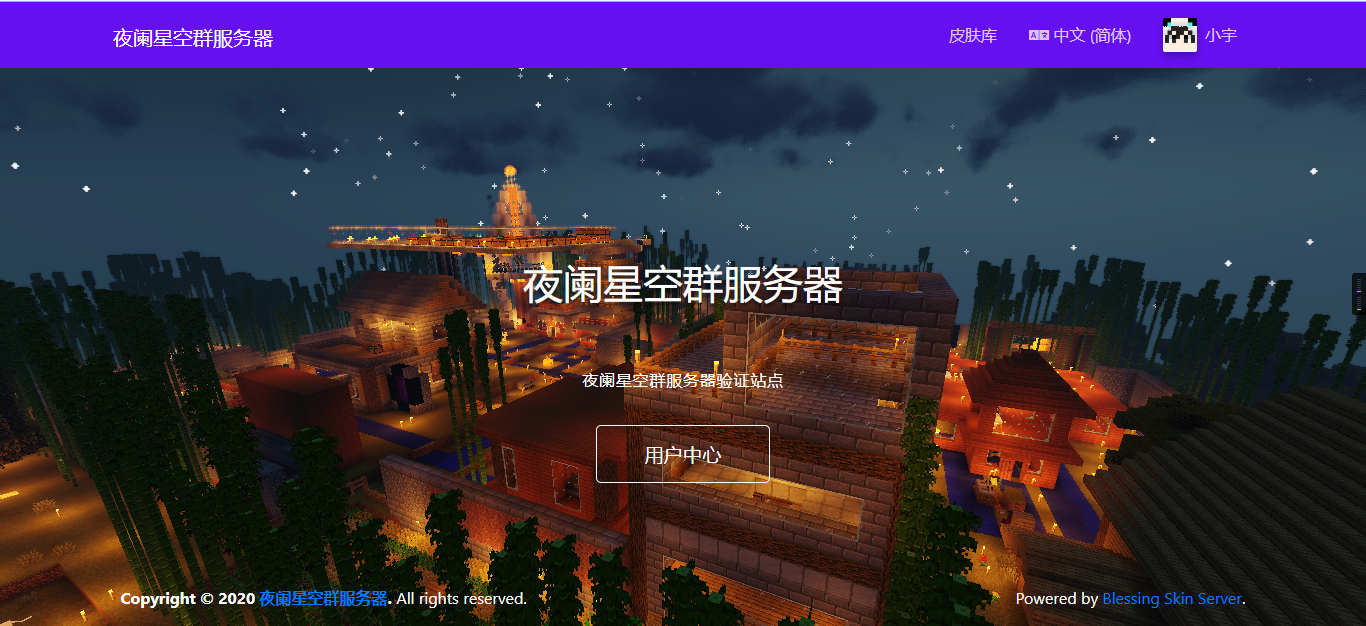 夜阑星空群服务器
皮肤库 中文 (简体) 小宇
夜阑星空群服务器
夜阑星空群服务器验证站点
用户中心
Copyright © 2020 夜阑星空群服务器. All rights reserved.
Powered by Blessing Skin Server.